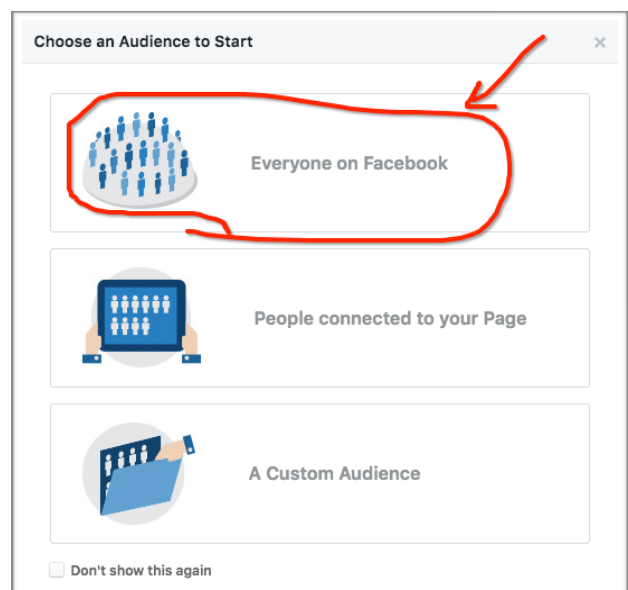 Choose an Audience to Start
Everyone on Facebook
People connected to your Page
A Custom Audience
Don't show this again